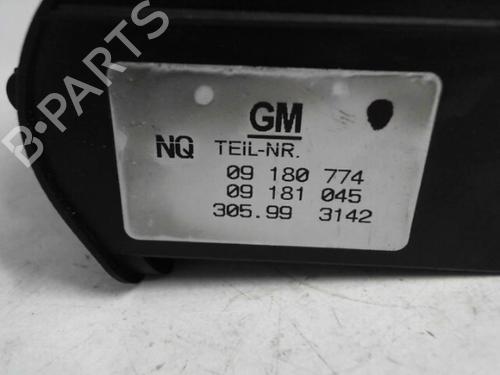 GM
NQ TEIL-NR.
09 180 774
09 181 045
305.99 3142
B-PARTS